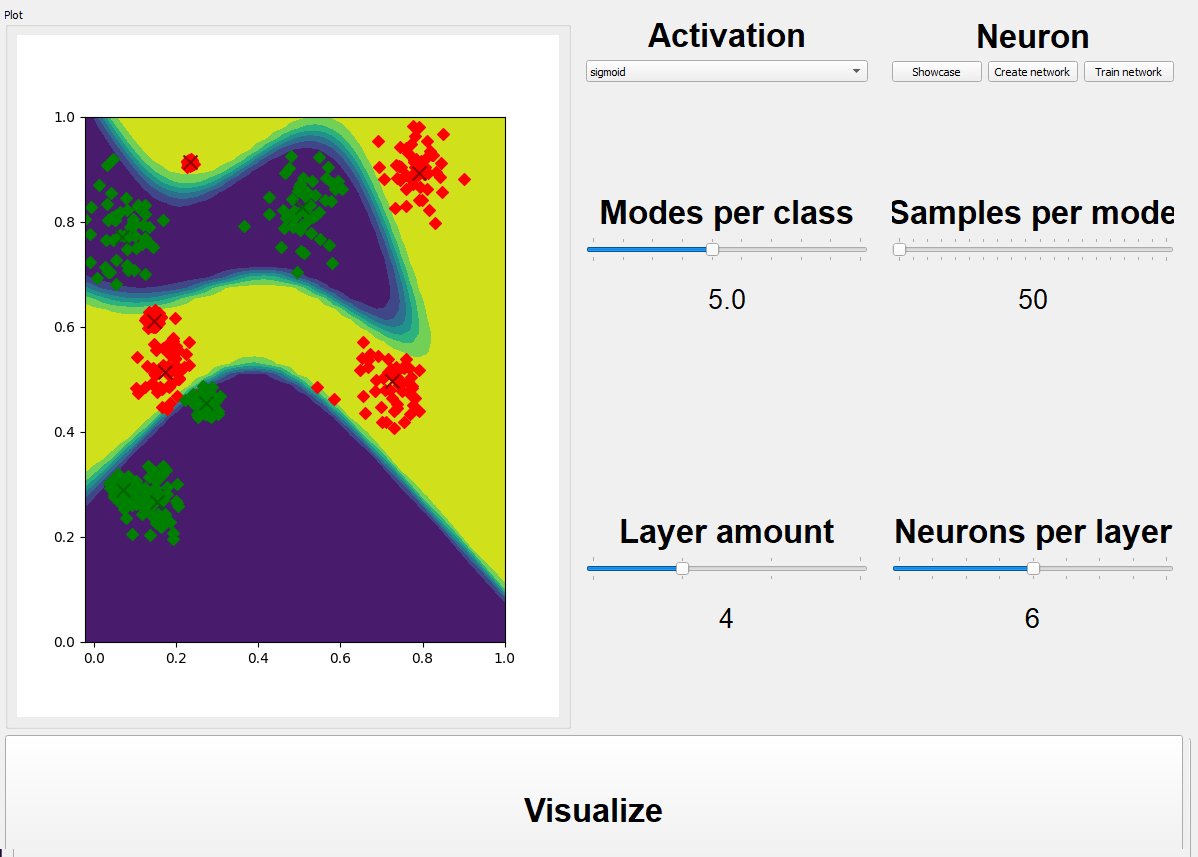 Plot
Activation
Neuron
sigmoid
Showcase
Create network
Train network
1.0
0.8
0.6
0.4
0.2
0.0
0.0
0.2
0.4
0.6
0.8
1.0
Modes per class
Samples per mode
5.0
50
Layer amount
Neurons per layer
4
6
Visualize